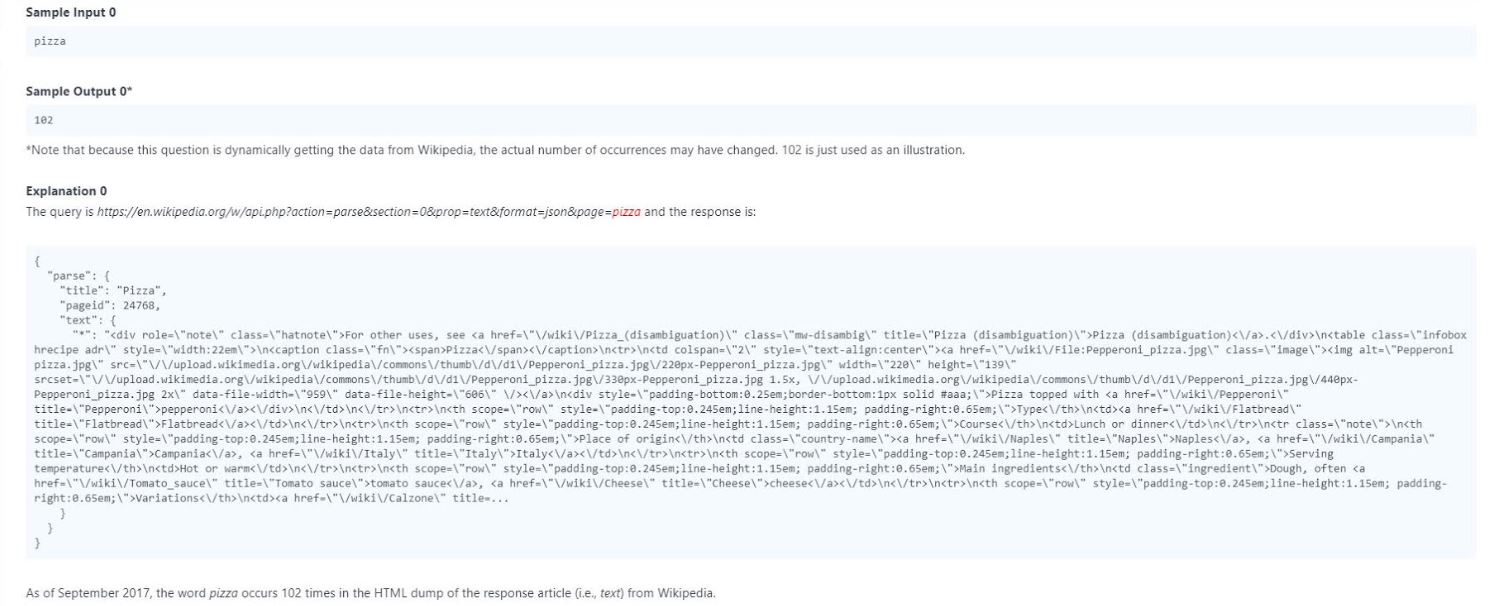 Sample Input 0
pizza
Sample Output 0*
102
*Note that because this question is dynamically getting the data from Wikipedia, the actual number of occurrences may have changed. 102 is just used as an illustration.
Explanation 0
The query is https://en.wikipedia.org/w/api.php?action=parse&section=0&prop=text&format=json&page=pizza and the response is:
{
"parse": {
"title": "Pizza",
"pageid": 24768,
"text": {
"*": "<div role=\"note\" class=\"hatnote\">For other uses, see <a href=\"\/wiki\/Pizza_(disambiguation)\" class=\"mw-disambig\" title=\"Pizza (disambiguation)\">Pizza (disambiguation)<\/a>.<\/div>\n<table class=\"infobox
hrecipe adr\" style=\"width:22em\">\n<caption class=\"fn\"><span>Pizza<\/span><\/caption>\n<tr>\n<td colspan=\"2\" style=\"text-align:center\"><a href=\"\/wiki\/File:Pepperoni_pizza.jpg\" class=\"image\"><img alt=\"Pepperoni
pizza.jpg\" src=\"\/\/upload.wikimedia.org\/wikipedia\/commons\/thumb\/d\/d1\/Pepperoni_pizza.jpg\/220px-Pepperoni_pizza.jpg\" width=\"220\" height=\"139\"
srcset=\"\/\/upload.wikimedia.org\/wikipedia\/commons\/thumb\/d\/d1\/Pepperoni_pizza.jpg\/330px-Pepperoni_pizza.jpg 1.5x, \/\/upload.wikimedia.org\/wikipedia\/commons\/thumb\/d\/d1\/Pepperoni_pizza.jpg\/440px-
Pepperoni_pizza.jpg 2x\" data-file-width=\"959\" data-file-height=\"606\" \/><\/a>\n<div style=\"padding-bottom:0.25em;border-bottom:1px solid #aaa;\">Pizza topped with <a href=\"\/wiki\/Pepperoni\"
title=\"Pepperoni\">pepperoni<\/a><\/div>\n<\/td>\n<\/tr>\n<tr>\n<th scope=\"row\" style=\"padding-top:0.245em;line-height:1.15em; padding-right:0.65em;\">Type<\/th>\n<td><a href=\"\/wiki\/Flatbread\"
title=\"Flatbread\">Flatbread<\/a><\/td>\n<\/tr>\n<tr>\n<th scope=\"row\" style=\"padding-top:0.245em;line-height:1.15em; padding-right:0.65em;\">Course<\/th>\n<td>Lunch or dinner<\/td>\n<\/tr>\n<tr class=\"note\">\n<th
scope=\"row\" style=\"padding-top:0.245em;line-height:1.15em; padding-right:0.65em;\">Place of origin<\/th>\n<td class=\"country-name\"><a href=\"\/wiki\/Naples\" title=\"Naples\">Naples<\/a>, <a href=\"\/wiki\/Campania\"
title=\"Campania\">Campania<\/a>, <a href=\"\/wiki\/Italy\" title=\"Italy\">Italy<\/a><\/td>\n<\/tr>\n<tr>\n<th scope=\"row\" style=\"padding-top:0.245em;line-height:1.15em; padding-right:0.65em;\">Serving
temperature<\/th>\n<td>Hot or warm<\/td>\n<\/tr>\n<tr>\n<th scope=\"row\" style=\"padding-top:0.245em;line-height:1.15em; padding-right:0.65em;\">Main ingredients<\/th>\n<td class=\"ingredient\">Dough, often <a
href=\"\/wiki\/Tomato_sauce\" title=\"Tomato sauce\">tomato sauce<\/a>, <a href=\"\/wiki\/Cheese\" title=\"Cheese\">cheese<\/a><\/td>\n<\/tr>\n<tr>\n<th scope=\"row\" style=\"padding-top:0.245em;line-height:1.15em; padding-
right:0.65em;\">Variations<\/th>\n<td><a href=\"\/wiki\/Calzone\" title=...
}
}
}
As of September 2017, the word pizza occurs 102 times in the HTML dump of the response article (i.e., text) from Wikipedia.